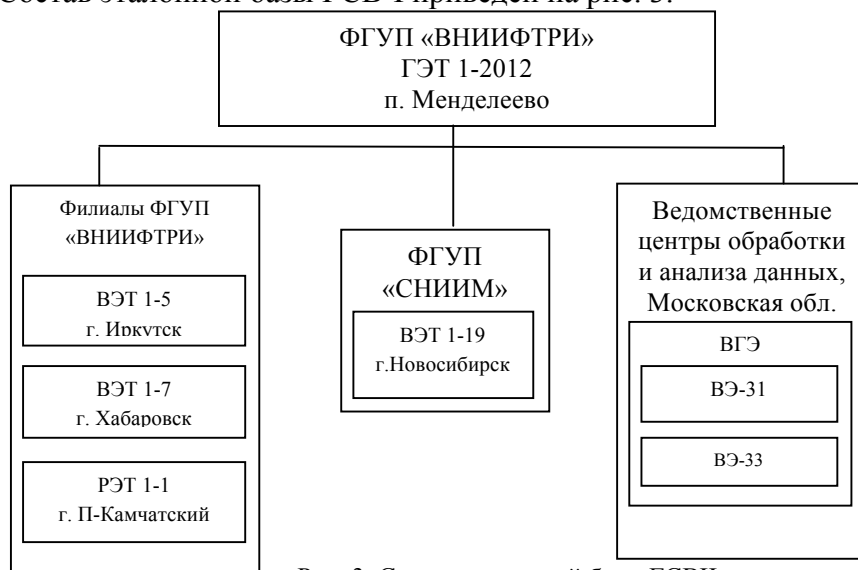 ФГУП «ВНИИФТРИ»
ГЭТ 1-2012
п. Менделеево
Филиалы ФГУП
«ВНИИФТРИ»
ВЭТ 1-5
г. Иркутск
ВЭТ 1-7
г. Хабаровск
РЭТ 1-1
г. П-Камчатский
ФГУП
«СНИИМ»
ВЭТ 1-19
г.Новосибирск
Ведомственные
центры обработки
и анализа данных,
Московская обл.
ВГЭ
ВЭ-31
ВЭ-33